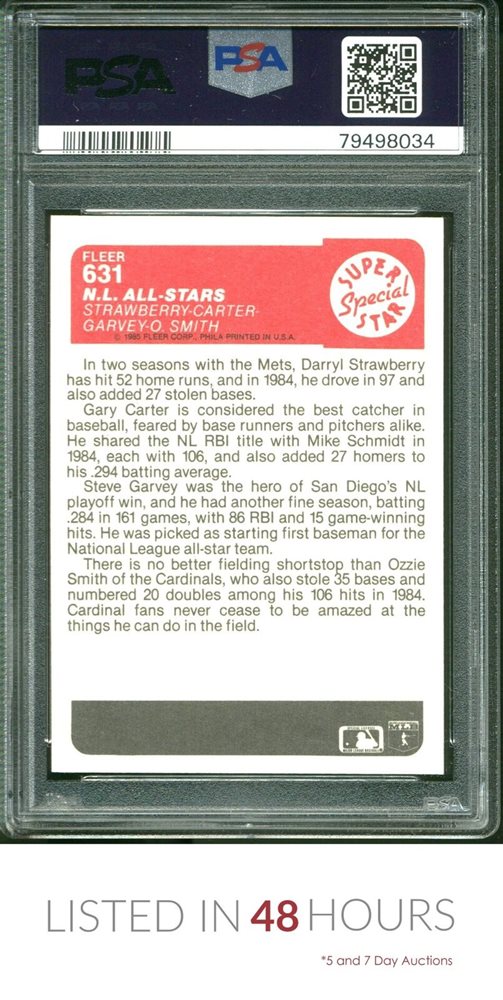 PSA
PSA
79498034
FLEER
631
N.L. ALL-STARS
STRAWBERRY-CARTER-
GARVEY-O. SMITH
© 1985 FLEER CORP., PHILA PRINTED IN U.S.A.
SUPER
Special
STAR
In two seasons with the Mets, Darryl Strawberry
has hit 52 home runs, and in 1984, he drove in 97 and
also added 27 stolen bases.
Gary Carter is considered the best catcher in
baseball, feared by base runners and pitchers alike.
He shared the NL RBI title with Mike Schmidt in
1984, each with 106, and also added 27 homers to
his .294 batting average.
Steve Garvey was the hero of San Diego's NL
playoff win, and he had another fine season, batting
.284 in 161 games, with 86 RBI and 15 game-winning
hits. He was picked as starting first baseman for the
National League all-star team.
There is no better fielding shortstop than Ozzie
Smith of the Cardinals, who also stole 35 bases and
numbered 20 doubles among his 106 hits in 1984.
Cardinal fans never cease to be amazed at the
things he can do in the field.
PSA
LISTED IN 48 HOURS
*5 and 7 Day Auctions